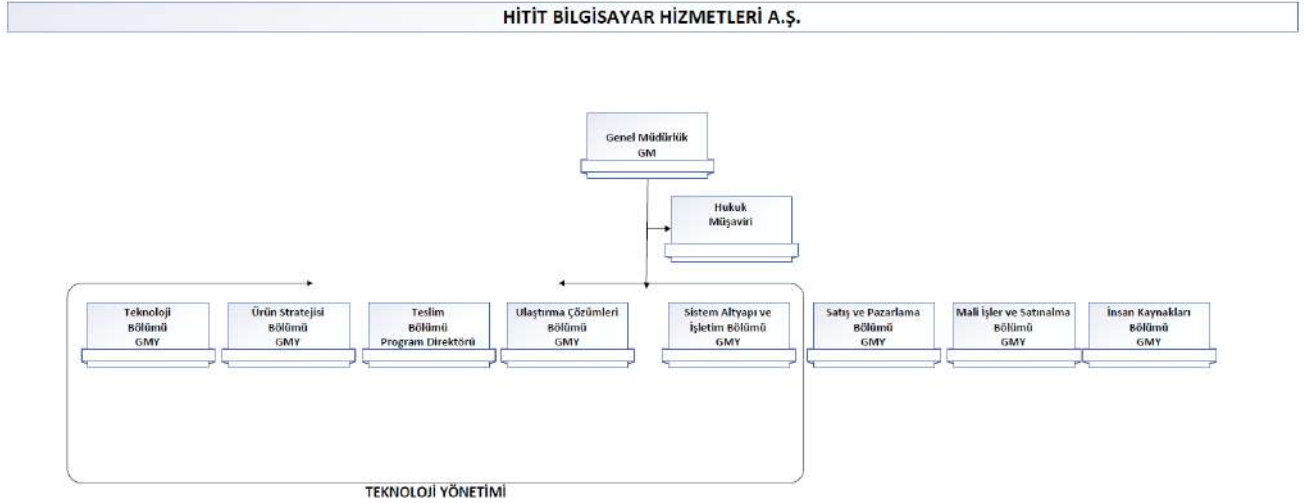 HİTİT BİLGİSAYAR HİZMETLERİ A.Ş.
Genel Müdürlük
GM
Hukuk
Müşaviri
Teknoloji
Bölümü
GMY
Ürün Stratejisi
Bölümü
GMY
Teslim
Bölümü
Program Direktörü
Ulaştırma Çözümleri
Bölümü
GMY
Sistem Altyapı ve
İşletim Bölümü
GMY
Satış ve Pazarlama
Bölümü
GMY
Mali İşler ve Satınalma
Bölümü
GMY
İnsan Kaynakları
Bölümü
GMY
TEKNOLOJİ YÖNETİMİ